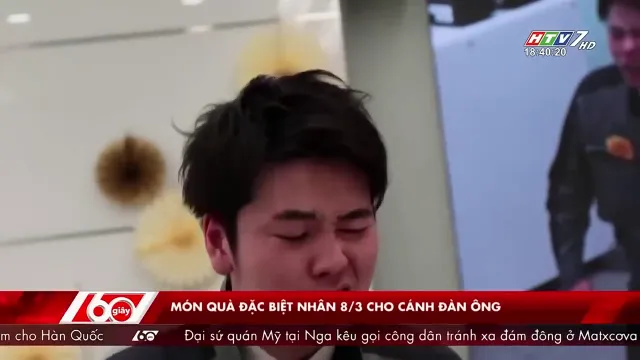 HTV7 HD
18:40:20
60 giây
MÓN QUÀ ĐẶC BIỆT NHÂN 8/3 CHO CÁNH ĐÀN ÔNG
m cho Hàn Quốc 60 Đại sứ quán Mỹ tại Nga kêu gọi công dân tránh xa đám đông ở Matxcova